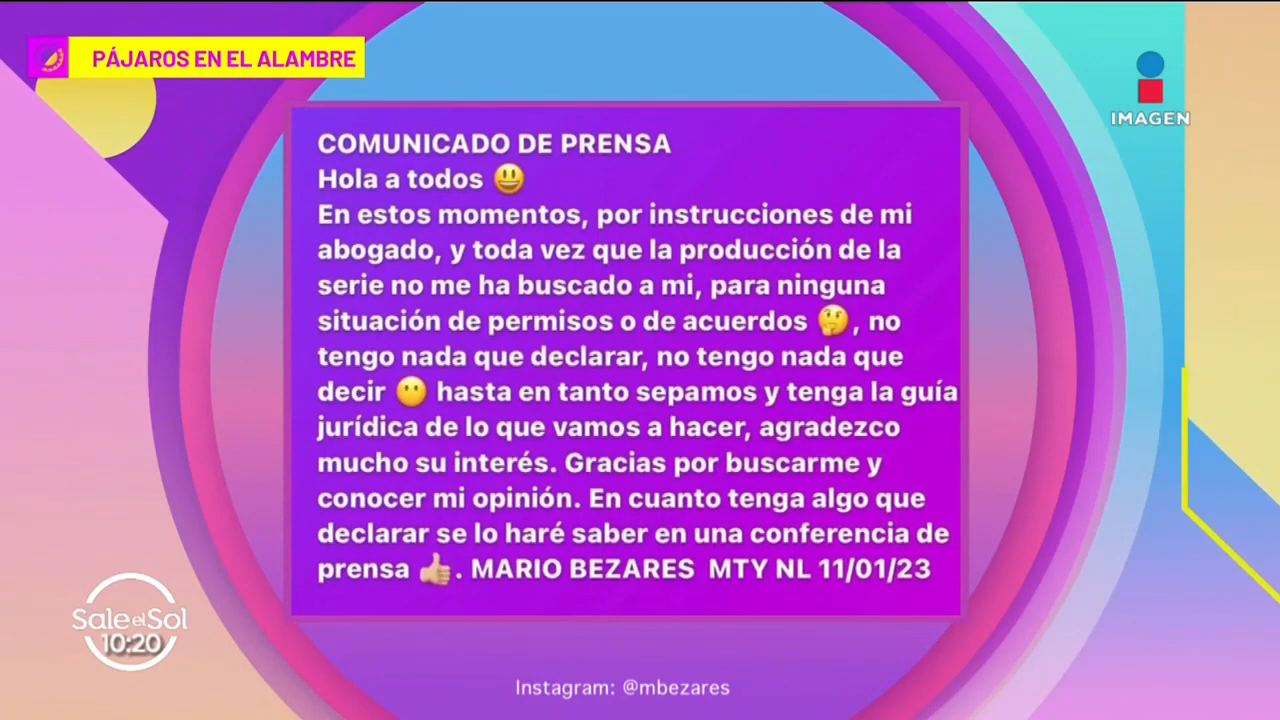 PÁJAROS EN EL ALAMBRE
IMAGEN
COMUNICADO DE PRENSA
Hola a todos 😃
En estos momentos, por instrucciones de mi
abogado, y toda vez que la producción de la
serie no me ha buscado a mi, para ninguna
situación de permisos o de acuerdos 🤔, no
tengo nada que declarar, no tengo nada que
decir 😶 hasta en tanto sepamos y tenga la guía
jurídica de lo que vamos a hacer, agradezco
mucho su interés. Gracias por buscarme y
conocer mi opinión. En cuanto tenga algo que
declarar se lo haré saber en una conferencia de
prensa 👍🏼. MARIO BEZARES MTY NL 11/01/23
Sale el Sol
10:20
Instagram: @mbezares